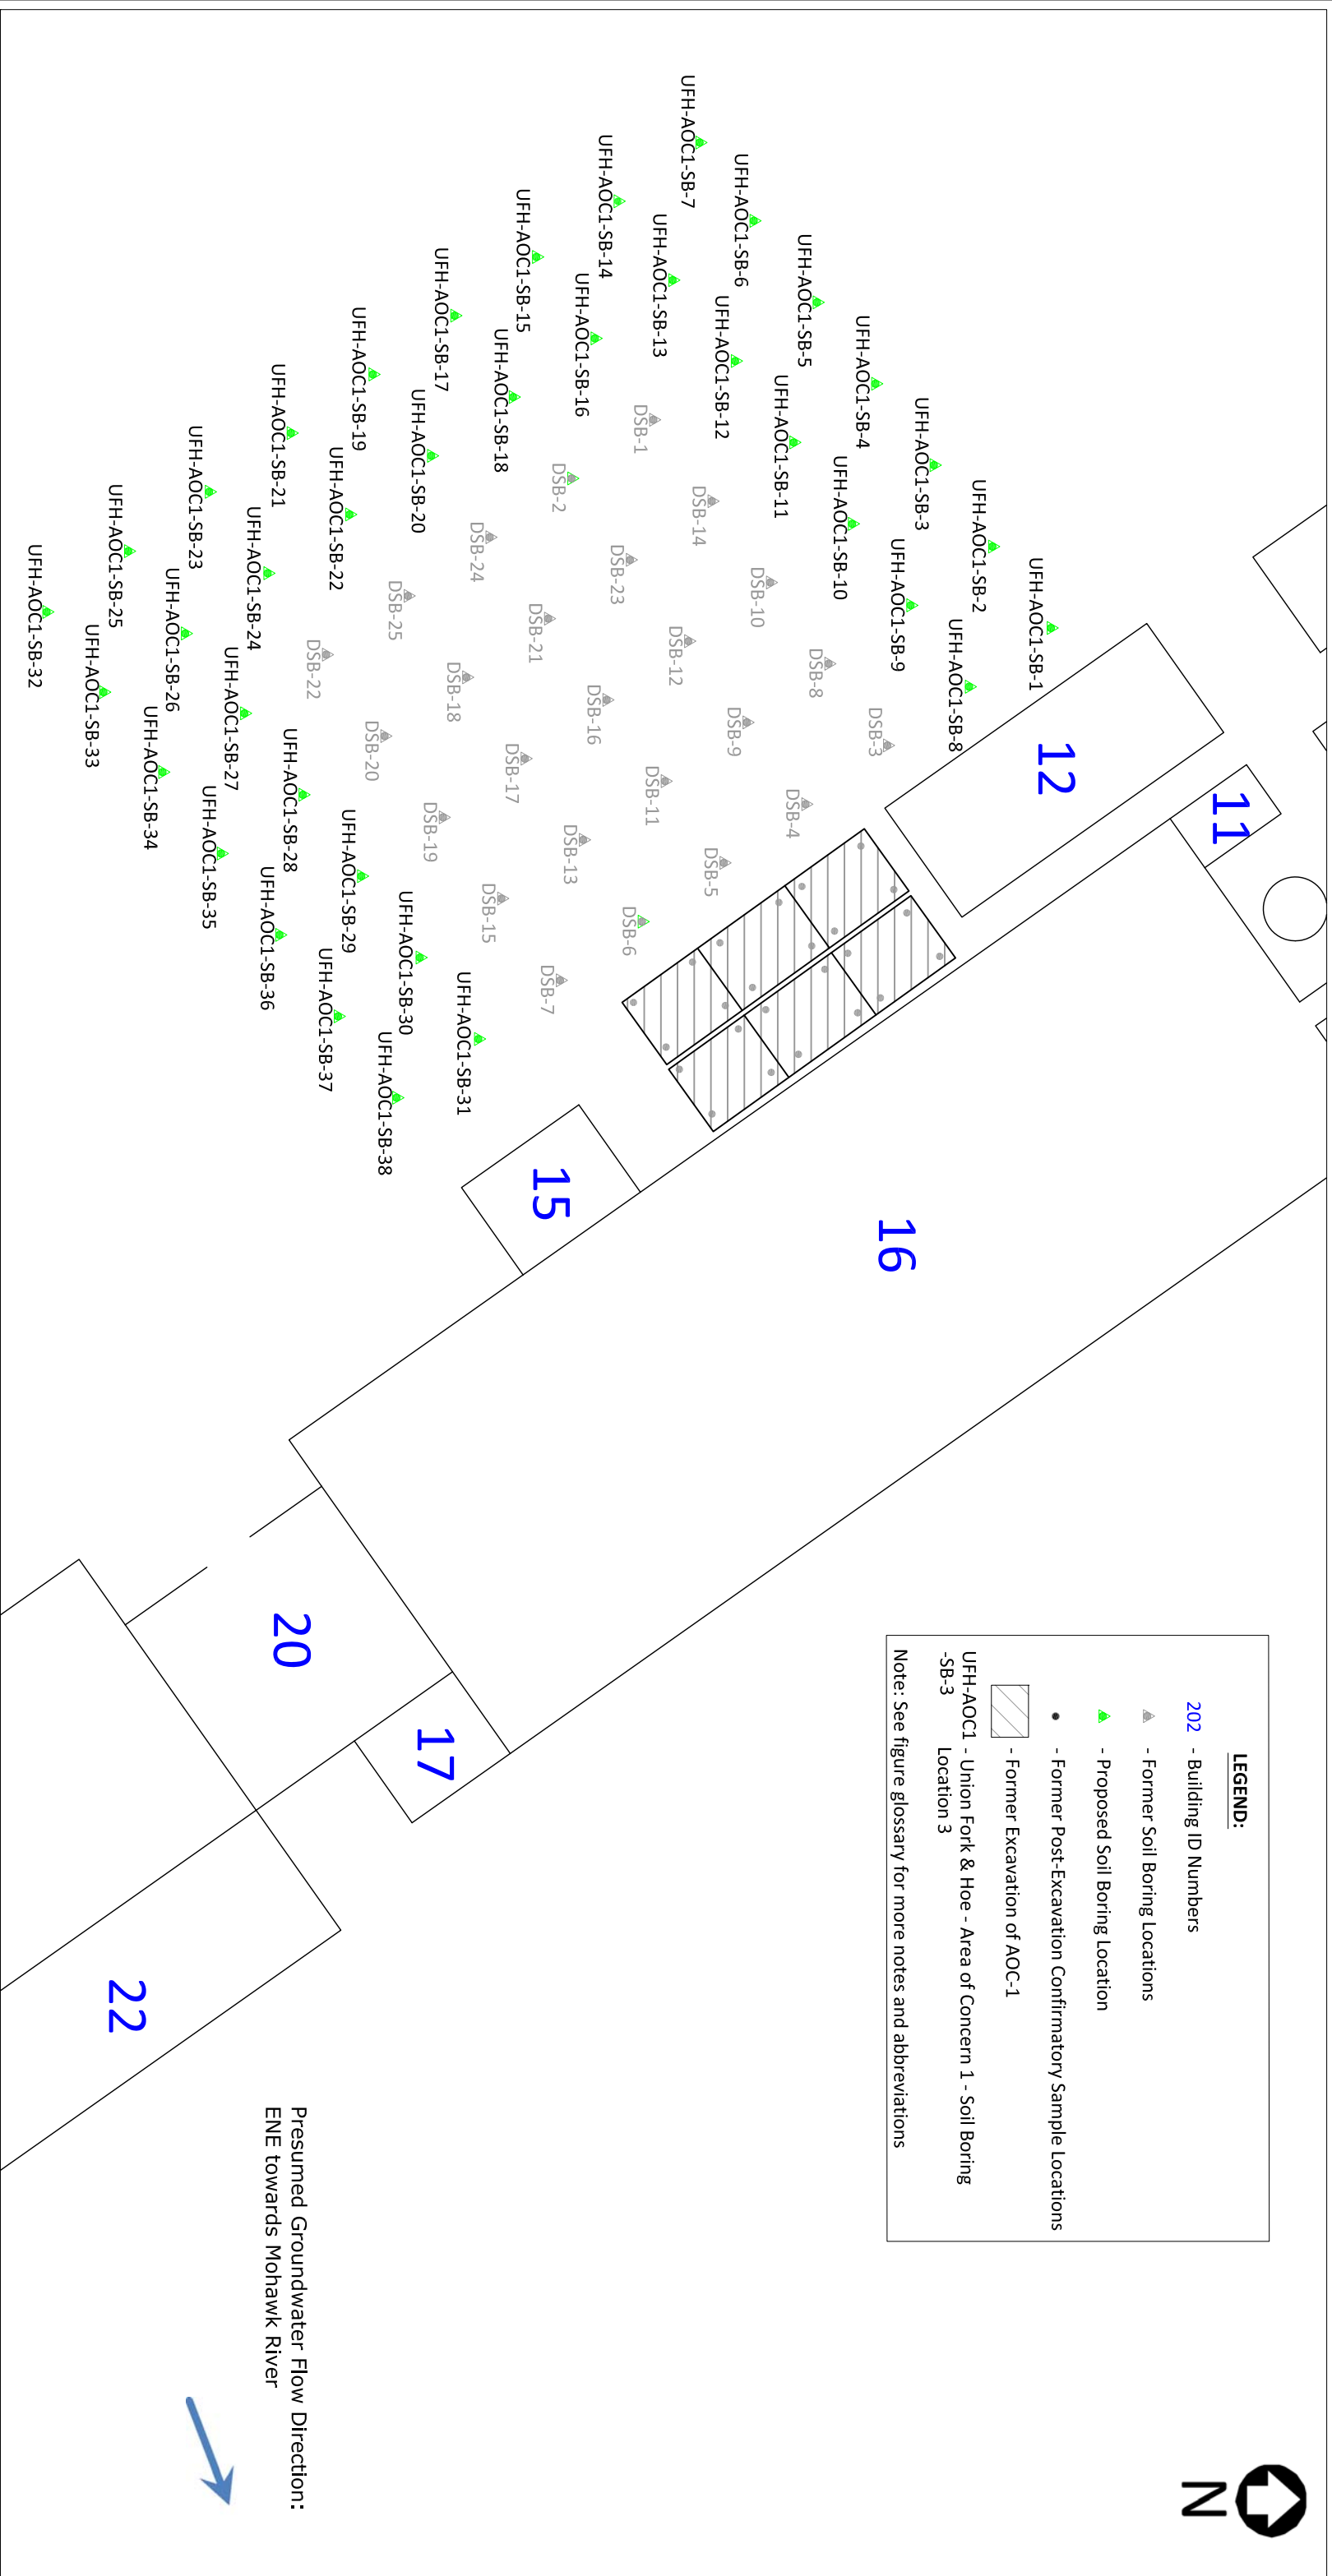 LEGEND:
202 - Building ID Numbers
- Former Soil Boring Locations
- Proposed Soil Boring Location
- Former Post-Excavation Confirmatory Sample Locations
- Former Excavation of AOC-1
UFH-AOC1 - Union Fork & Hoe - Area of Concern 1 - Soil Boring
-SB-3 Location 3
Note: See figure glossary for more notes and abbreviations
N
11
12
16
15
20
17
22
UFH-AOC1-SB-1
UFH-AOC1-SB-2
UFH-AOC1-SB-8
UFH-AOC1-SB-3
UFH-AOC1-SB-9
DSB-3
UFH-AOC1-SB-4
UFH-AOC1-SB-10
DSB-8
UFH-AOC1-SB-5
DSB-4
UFH-AOC1-SB-11
DSB-10
UFH-AOC1-SB-6
DSB-9
UFH-AOC1-SB-12
DSB-5
DSB-14
UFH-AOC1-SB-7
DSB-12
UFH-AOC1-SB-13
DSB-11
DSB-1
DSB-6
DSB-23
UFH-AOC1-SB-14
DSB-16
UFH-AOC1-SB-16
DSB-13
DSB-2
DSB-7
DSB-21
UFH-AOC1-SB-15
DSB-17
UFH-AOC1-SB-18
DSB-15
DSB-24
UFH-AOC1-SB-31
DSB-18
UFH-AOC1-SB-17
DSB-19
UFH-AOC1-SB-20
UFH-AOC1-SB-30
DSB-25
UFH-AOC1-SB-38
DSB-20
UFH-AOC1-SB-19
UFH-AOC1-SB-29
UFH-AOC1-SB-22
UFH-AOC1-SB-37
DSB-22
UFH-AOC1-SB-28
UFH-AOC1-SB-21
UFH-AOC1-SB-36
UFH-AOC1-SB-24
UFH-AOC1-SB-27
UFH-AOC1-SB-35
UFH-AOC1-SB-23
UFH-AOC1-SB-26
UFH-AOC1-SB-34
UFH-AOC1-SB-25
UFH-AOC1-SB-33
UFH-AOC1-SB-32
Presumed Groundwater Flow Direction:
ENE towards Mohawk River